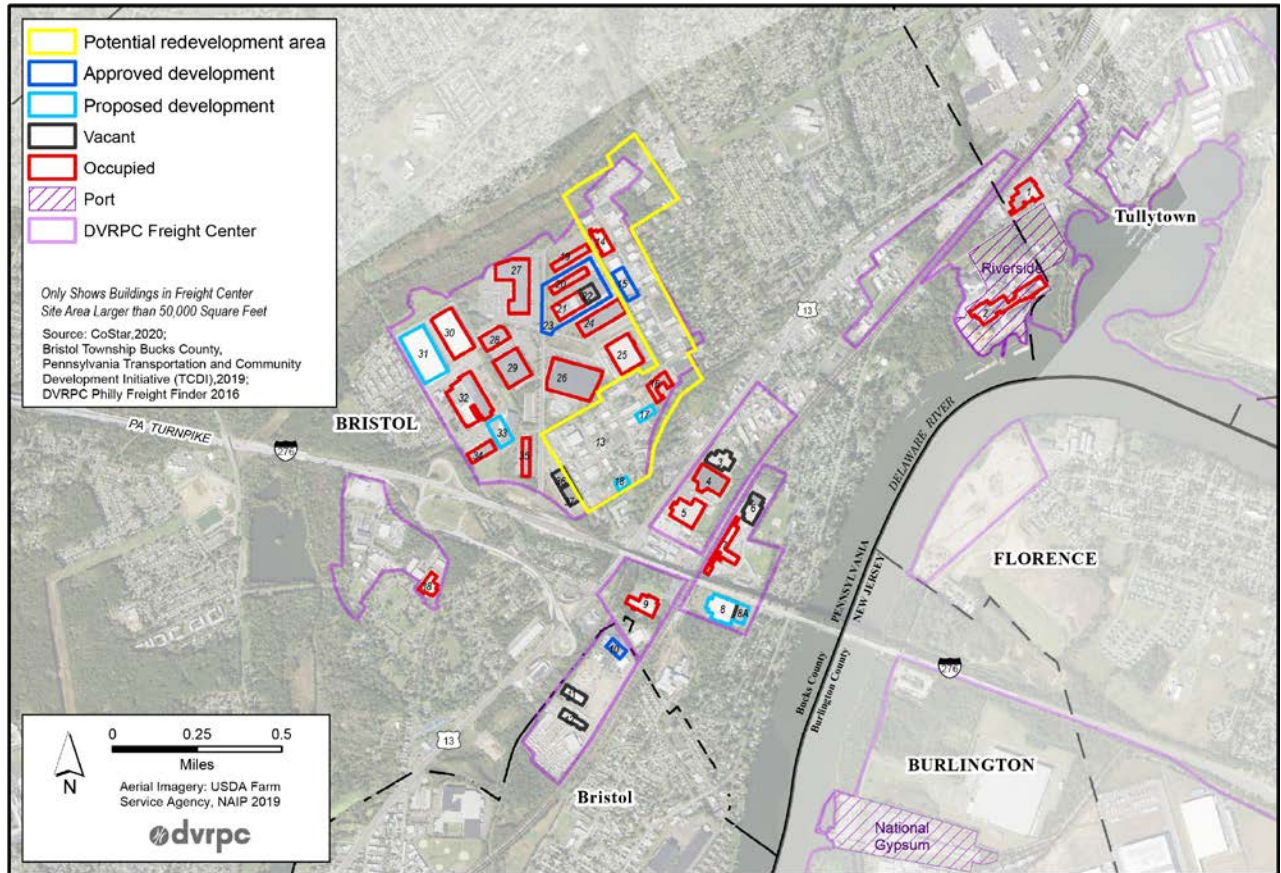 Potential redevelopment area
Approved development
Proposed development
Vacant
Occupied
Port
DVRPC Freight Center
Only Shows Buildings in Freight Center
Site Area Larger than 50,000 Square Feet
Source: CoStar,2020;
Bristol Township Bucks County,
Pennsylvania Transportation and Community
Development Initiative (TCDI),2019;
DVRPC Philly Freight Finder 2016
14
1
Tullytown
27
19
Riverside
20
22
15
13
21
2
23
24
30
28
31
25
29
26
16
32
17
BRISTOL
33
13
PA TURNPIKE
276
34
35
18
4
DELAWARE RIVER
5
6
FLORENCE
PENNSYLVANIA
NEW JERSEY
9
8
8A
276
Bucks County
Burlington County
0 0.25 0.5
Miles
N
Aerial Imagery: USDA Farm
Service Agency, NAIP 2019
dvrpc
13
BURLINGTON
Bristol
National
Gypsum